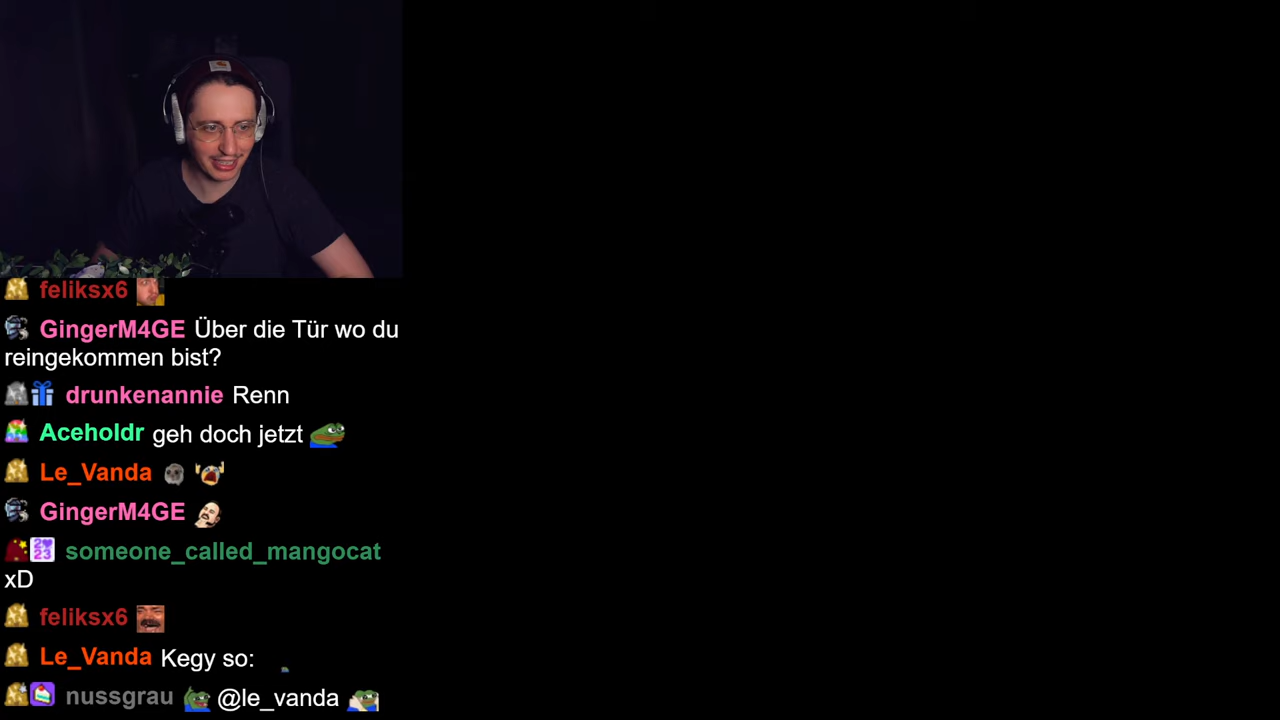 feliksx6
GingerM4GE Über die Tür wo du
reingekommen bist?
drunkenannie Renn
Aceholdr geh doch jetzt
Le_Vanda
GingerM4GE
someone_called_mangocat
xD
feliksx6
Le_Vanda Kegy so:
nussgrau @le_vanda